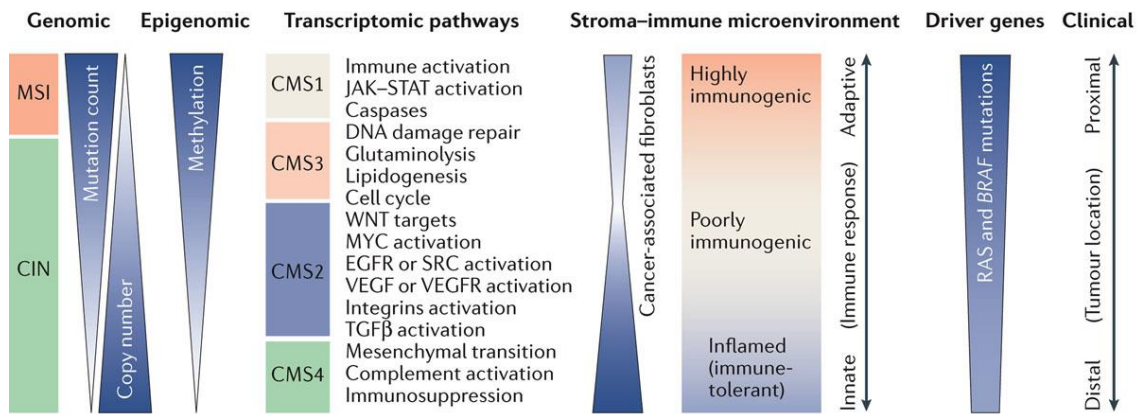 Genomic
Epigenomic
Transcriptomic pathways
Stroma–immune microenvironment
Driver genes
Clinical
MSI
CIN
Mutation count
Copy number
Methylation
CMS1
CMS3
CMS2
CMS4
Immune activation
JAK–STAT activation
Caspases
DNA damage repair
Glutaminolysis
Lipidogenesis
Cell cycle
WNT targets
MYC activation
EGFR or SRC activation
VEGF or VEGFR activation
Integrins activation
TGFβ activation
Mesenchymal transition
Complement activation
Immunosuppression
Cancer-associated fibroblasts
Highly
immunogenic
Poorly
immunogenic
Inflamed
(immune-
tolerant)
Innate (Immune response) Adaptive
RAS and BRAF mutations
Distal (Tumour location) Proximal